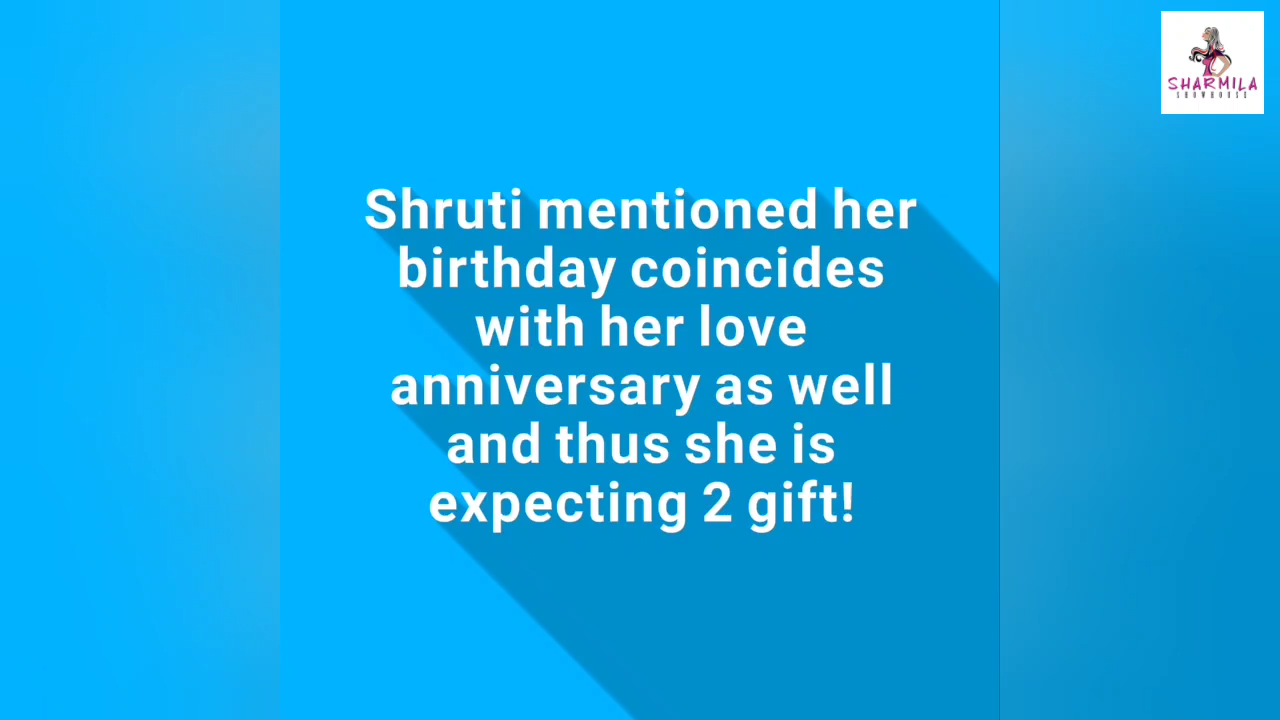 SHARMILA
SHOWHOUSE
Shruti mentioned her
birthday coincides
with her love
anniversary as well
and thus she is
expecting 2 gift!